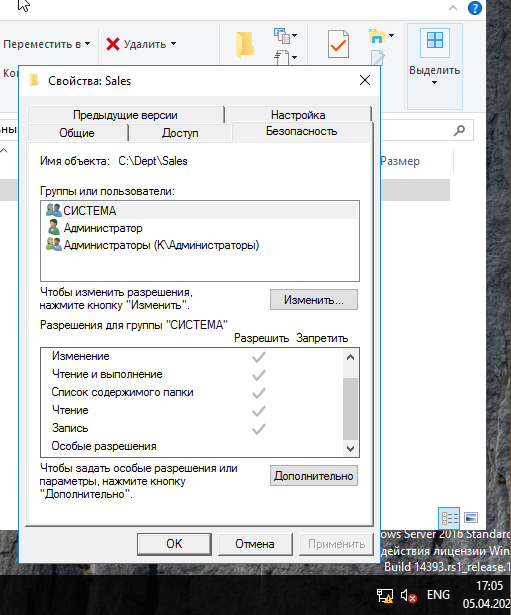 Переместить в
Удалить
Выделить
Свойства: Sales
Предыдущие версии
Настройка
Общие
Доступ
Безопасность
Размер
Имя объекта: C:\Dept\Sales
Группы или пользователи:
СИСТЕМА
Администратор
Администраторы (K\Администраторы)
Чтобы изменить разрешения,
нажмите кнопку "Изменить".
Изменить...
Разрешения для группы "СИСТЕМА"
Разрешить Запретить
Изменение
Чтение и выполнение
Список содержимого папки
Чтение
Запись
Особые разрешения
Чтобы задать особые разрешения или
параметры, нажмите кнопку
"Дополнительно".
Дополнительно
OK
Отмена
Применить
ows Server 2016 Standar
действия лицензии Win
Build 14393.rs1_release.1
ENG
17:05
05.04.202